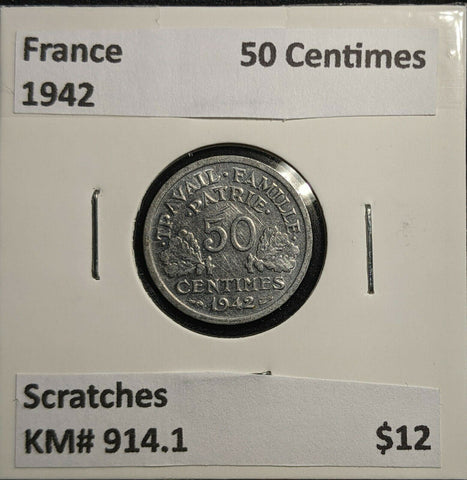 France 50 Centimes
1942
TRAVAIL · FAMILLE
· PATRIE ·
50
CENTIMES
1942
Scratches
KM# 914.1 $12